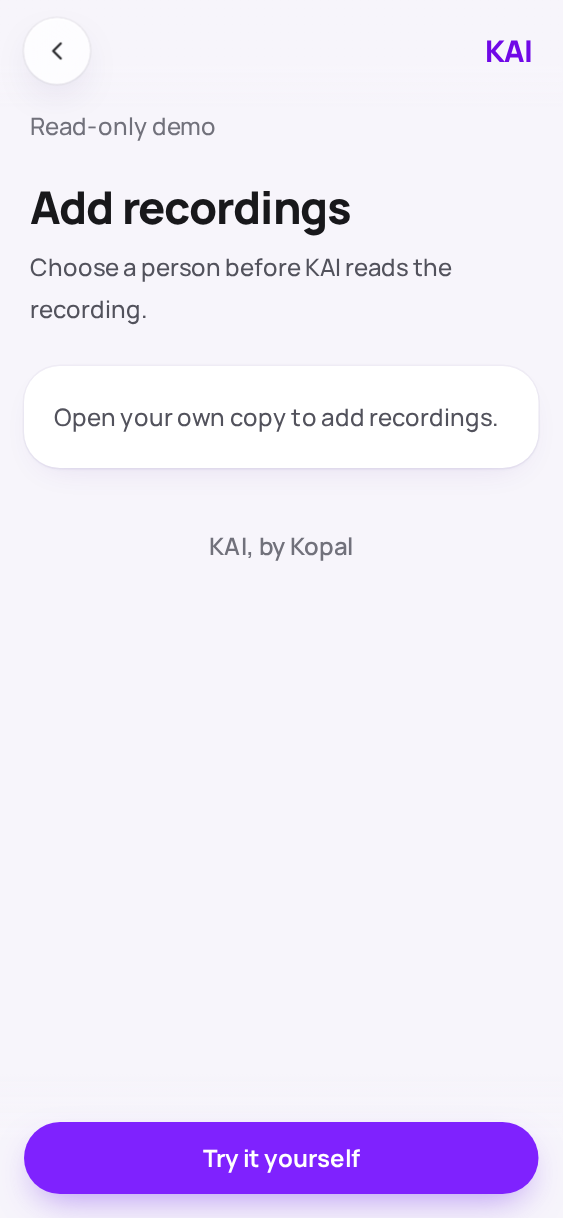 KAI
Read-only demo
Add recordings
Choose a person before KAI reads the
recording.
Open your own copy to add recordings.
KAI, by Kopal
Try it yourself